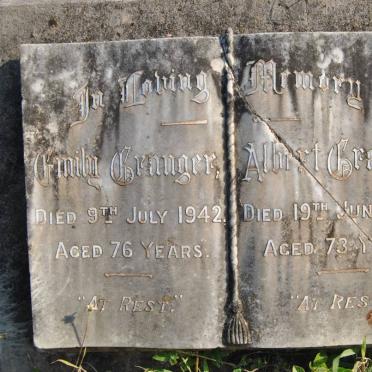 In Loving Memory
Emily Granger,
Died 9th July 1942.
Aged 76 Years.
"At Rest."
Albert Gra
Died 19th Jun
Aged 73 Y
"At Res